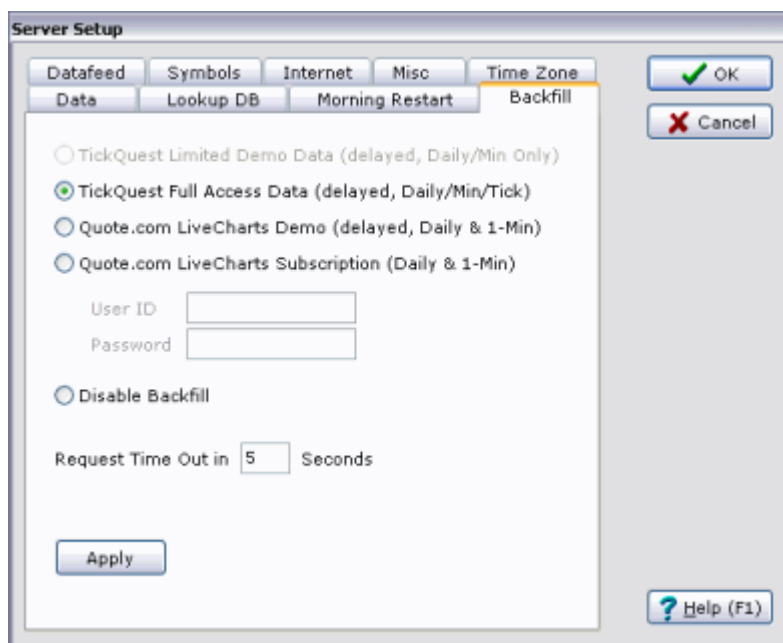 Server Setup
Datafeed Symbols Internet Misc Time Zone
Data Lookup DB Morning Restart Backfill
TickQuest Limited Demo Data (delayed, Daily/Min Only)
TickQuest Full Access Data (delayed, Daily/Min/Tick)
Quote.com LiveCharts Demo (delayed, Daily & 1-Min)
Quote.com LiveCharts Subscription (Daily & 1-Min)
User ID
Password
Disable Backfill
Request Time Out in 5 Seconds
Apply
OK
Cancel
Help (F1)